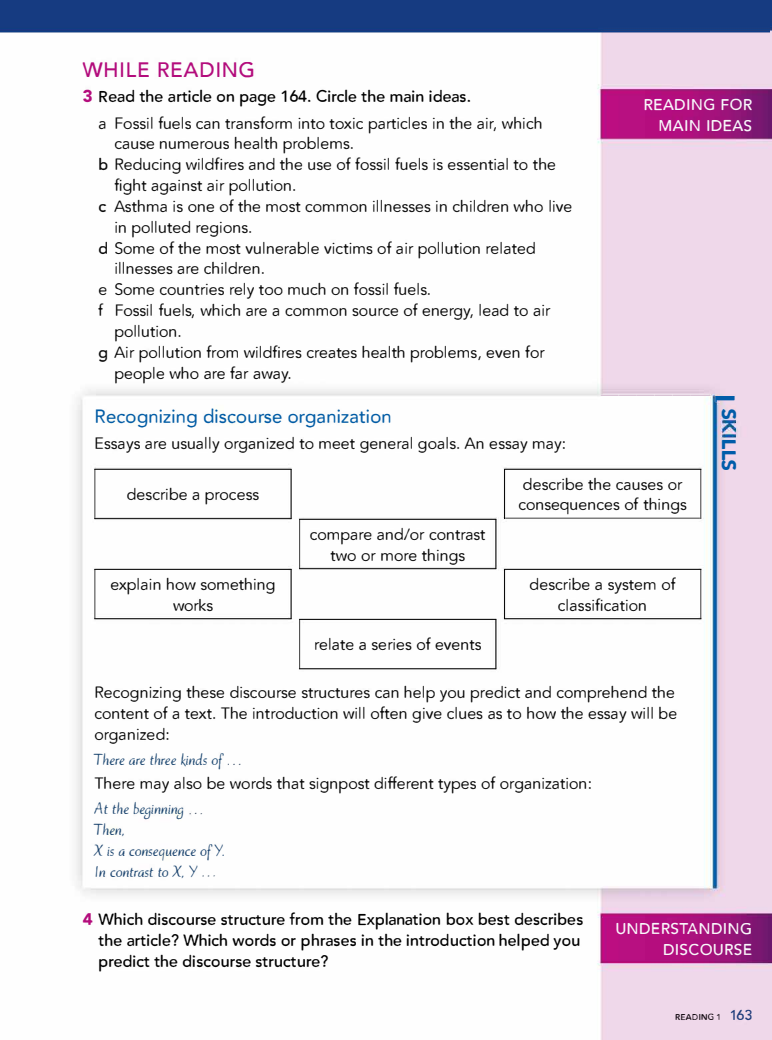 WHILE READING
3 Read the article on page 164. Circle the main ideas.
READING FOR
MAIN IDEAS
a Fossil fuels can transform into toxic particles in the air, which
cause numerous health problems.
b Reducing wildfires and the use of fossil fuels is essential to the
fight against air pollution.
c Asthma is one of the most common illnesses in children who live
in polluted regions.
d Some of the most vulnerable victims of air pollution related
illnesses are children.
e Some countries rely too much on fossil fuels.
f Fossil fuels, which are a common source of energy, lead to air
pollution.
g Air pollution from wildfires creates health problems, even for
people who are far away.
SKILLS
Recognizing discourse organization
Essays are usually organized to meet general goals. An essay may:
describe a process
describe the causes or
consequences of things
compare and/or contrast
two or more things
explain how something
works
describe a system of
classification
relate a series of events
Recognizing these discourse structures can help you predict and comprehend the
content of a text. The introduction will often give clues as to how the essay will be
organized:
There are three kinds of ...
There may also be words that signpost different types of organization:
At the beginning ...
Then,
X is a consequence of Y.
In contrast to X, Y ...
4 Which discourse structure from the Explanation box best describes
the article? Which words or phrases in the introduction helped you
predict the discourse structure?
UNDERSTANDING
DISCOURSE
READING 1 163